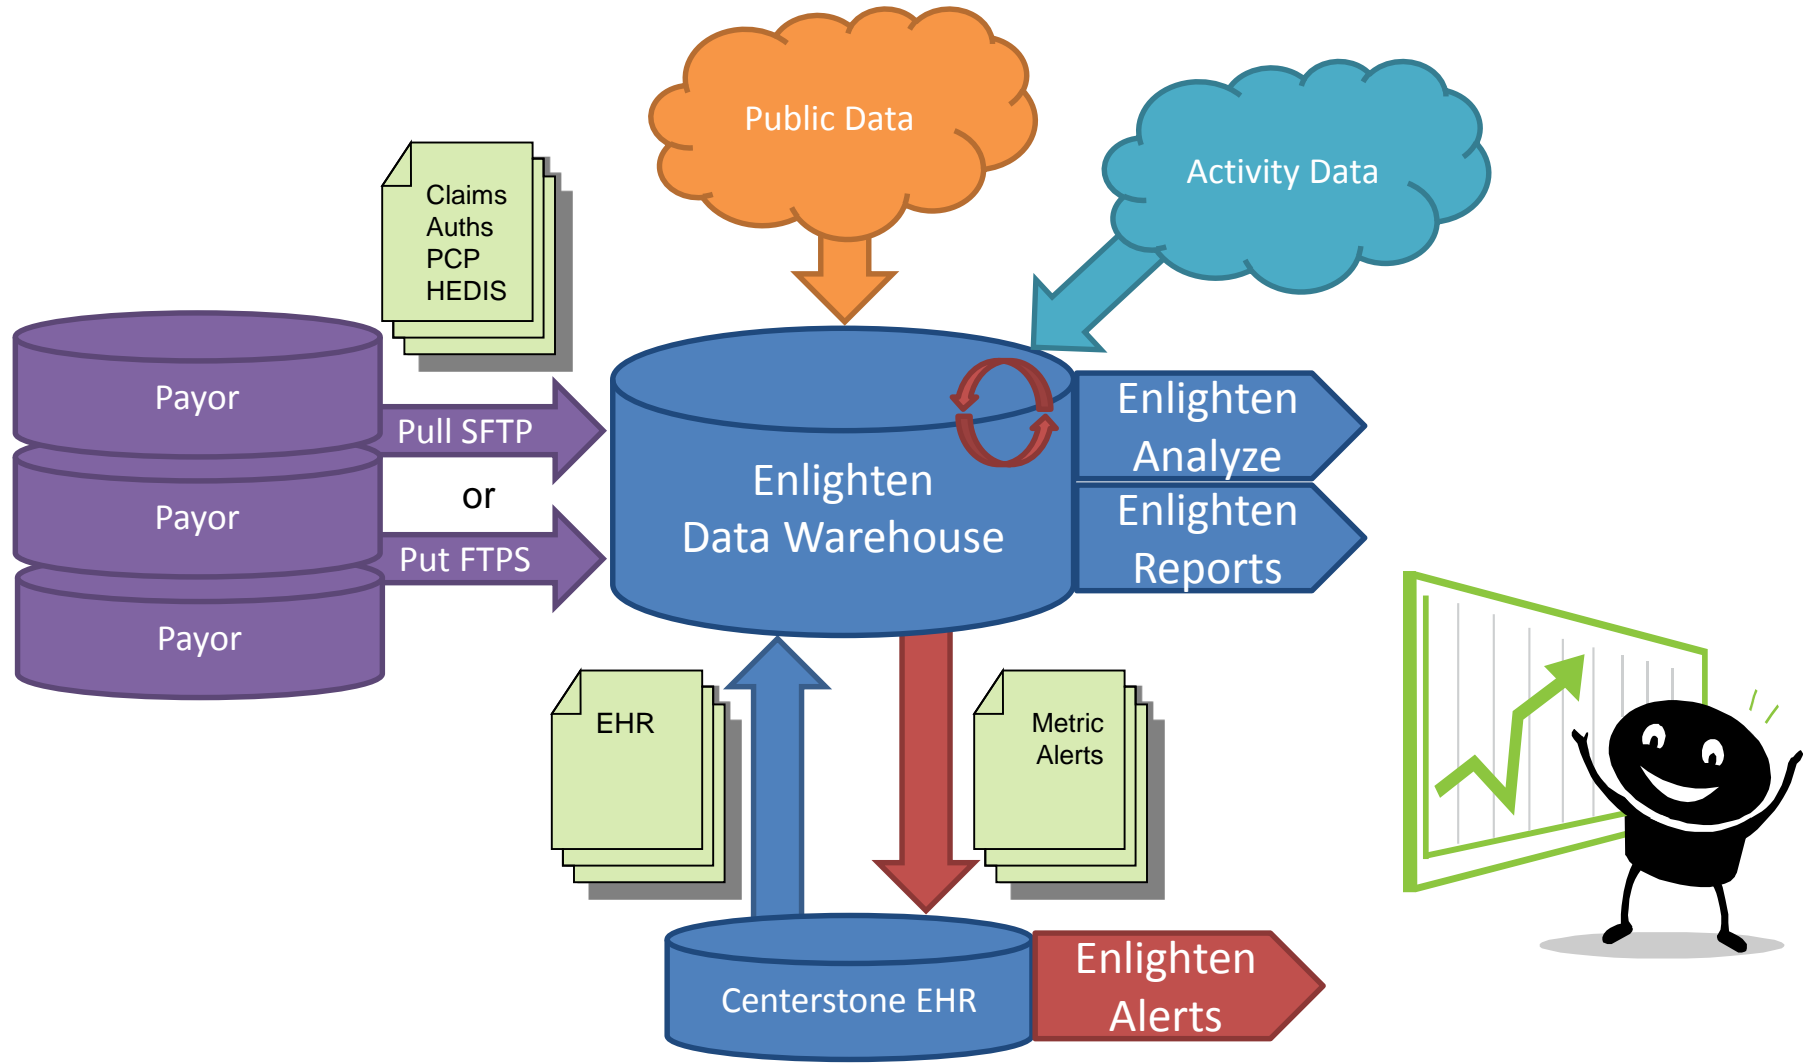 Public Data
Activity Data
Claims
Auths
PCP
HEDIS
Payor
Payor
Payor
Pull SFTP
or
Put FTPS
Enlighten
Data Warehouse
Enlighten
Analyze
Enlighten
Reports
EHR
Metric
Alerts
Centerstone EHR
Enlighten
Alerts